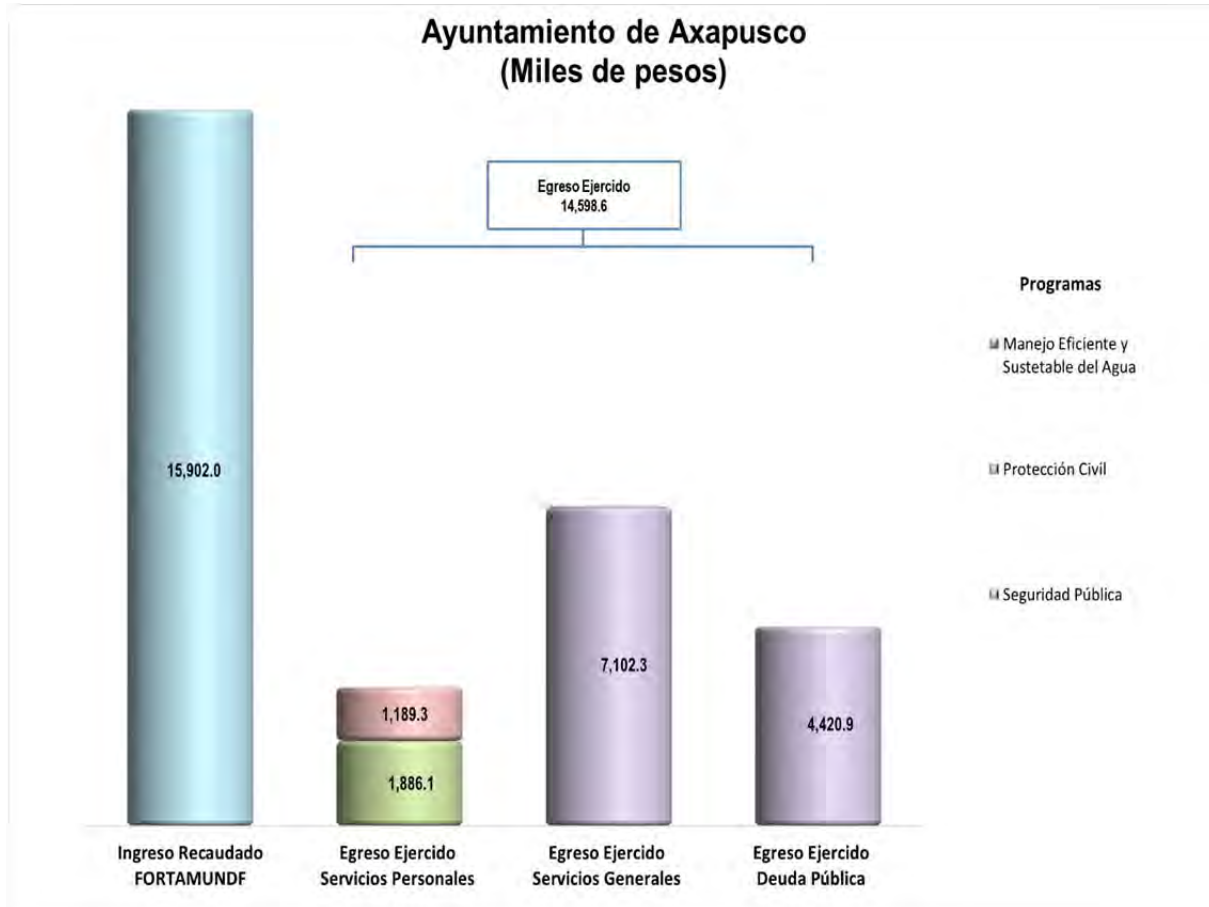 Ayuntamiento de Axapusco
(Miles de pesos)
Egreso Ejercido
14,598.6
Programas
Manejo Eficiente y
Sustetable del Agua
Protección Civil
Seguridad Pública
15,902.0
1,189.3
1,886.1
7,102.3
4,420.9
Ingreso Recaudado
FORTAMUNDF
Egreso Ejercido
Servicios Personales
Egreso Ejercido
Servicios Generales
Egreso Ejercido
Deuda Pública